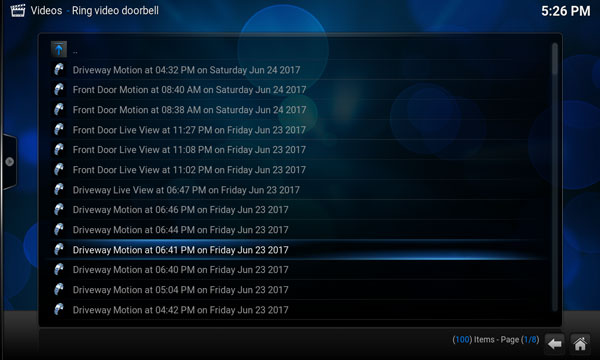 Videos - Ring video doorbell
5:26 PM
..
Driveway Motion at 04:32 PM on Saturday Jun 24 2017
Front Door Motion at 08:40 AM on Saturday Jun 24 2017
Front Door Motion at 08:38 AM on Saturday Jun 24 2017
Front Door Live View at 11:27 PM on Friday Jun 23 2017
Front Door Live View at 11:08 PM on Friday Jun 23 2017
Front Door Live View at 11:02 PM on Friday Jun 23 2017
Driveway Live View at 06:47 PM on Friday Jun 23 2017
Driveway Motion at 06:46 PM on Friday Jun 23 2017
Driveway Motion at 06:44 PM on Friday Jun 23 2017
Driveway Motion at 06:41 PM on Friday Jun 23 2017
Driveway Motion at 06:40 PM on Friday Jun 23 2017
Driveway Motion at 05:04 PM on Friday Jun 23 2017
Driveway Motion at 04:42 PM on Friday Jun 23 2017
(100) Items - Page (1/8)